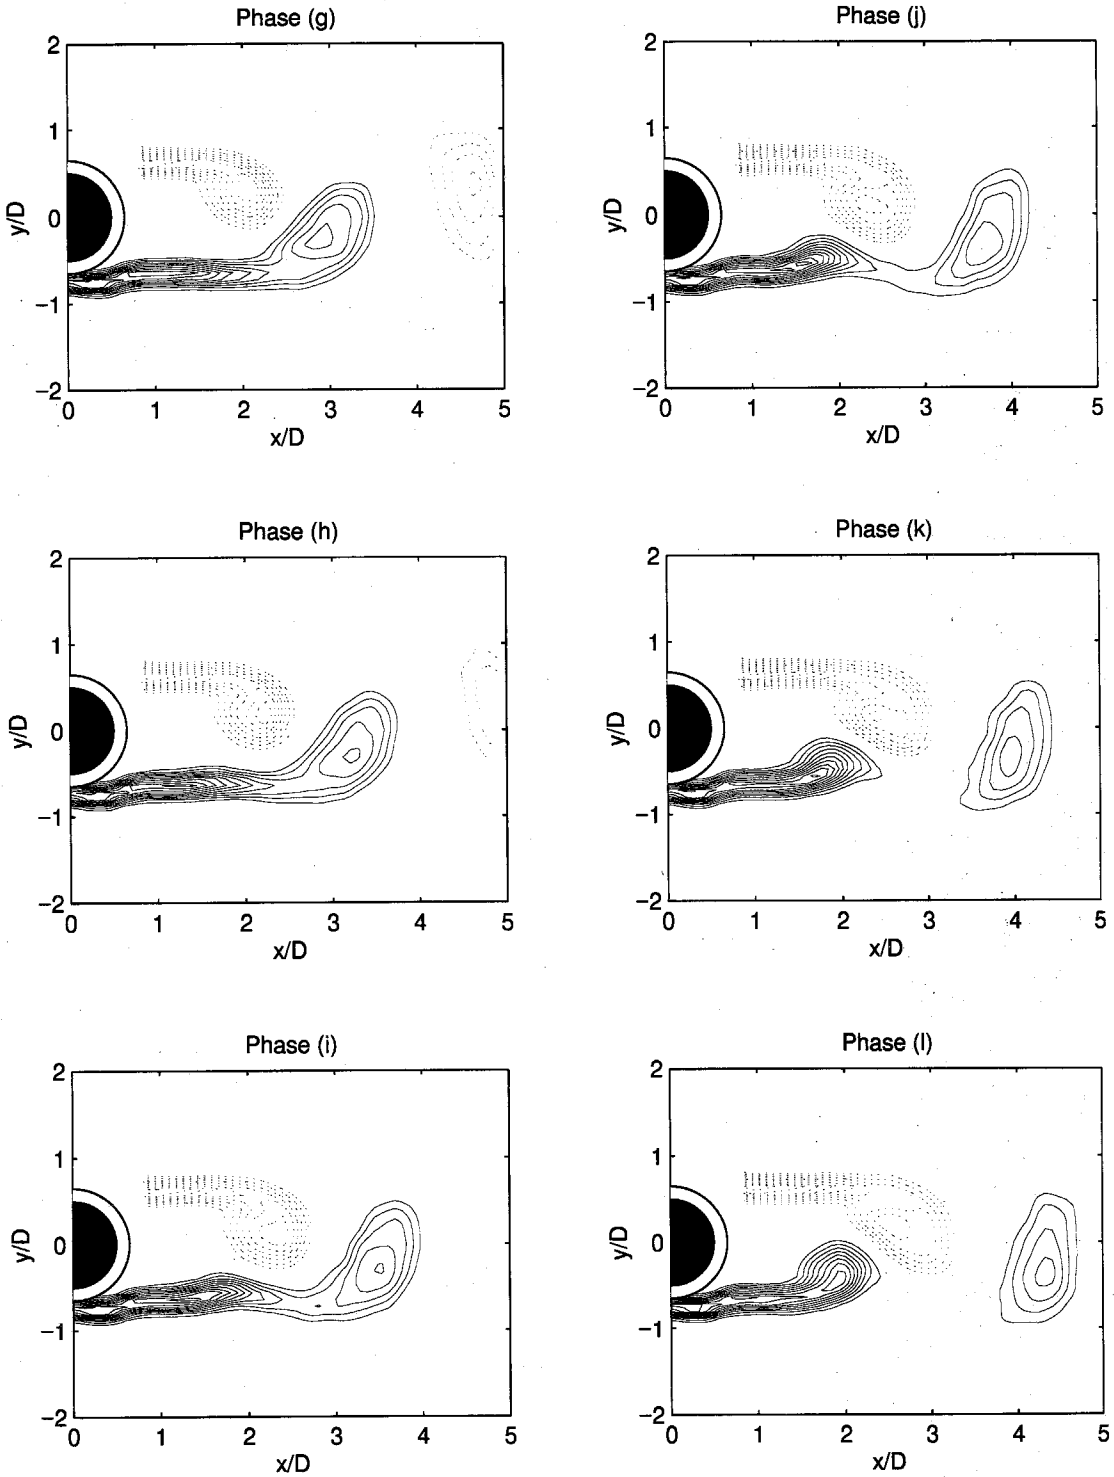 Phase (g)
2
1
0
−1
−2
y/D
0 1 2 3 4 5
x/D
Phase (j)
2
1
0
−1
−2
y/D
0 1 2 3 4 5
x/D
Phase (h)
2
1
0
−1
−2
y/D
0 1 2 3 4 5
x/D
Phase (k)
2
1
0
−1
−2
y/D
0 1 2 3 4 5
x/D
Phase (i)
2
1
0
−1
−2
y/D
0 1 2 3 4 5
x/D
Phase (l)
2
1
0
−1
−2
y/D
0 1 2 3 4 5
x/D